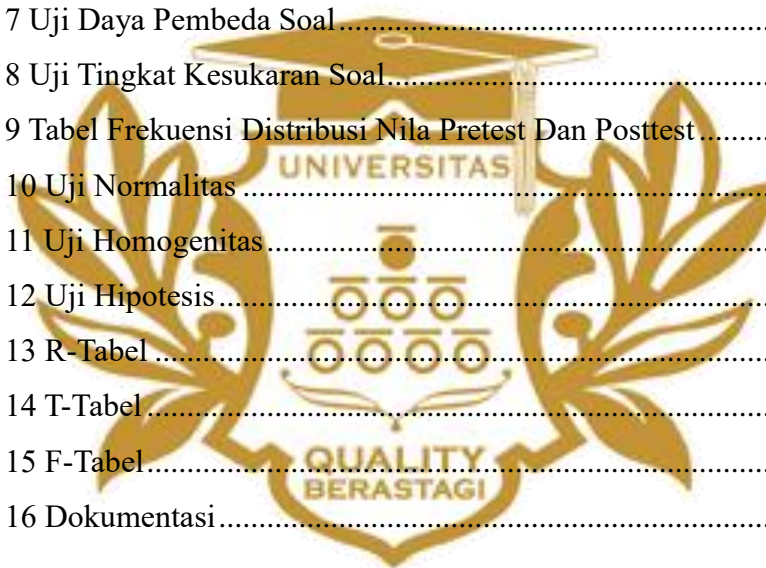 7 Uji Daya Pembeda Soal
8 Uji Tingkat Kesukaran Soal
9 Tabel Frekuensi Distribusi Nila Pretest Dan Posttest
UNIVERSITAS
10 Uji Normalitas
11 Uji Homogenitas
12 Uji Hipotesis
13 R-Tabel
14 T-Tabel
15 F-Tabel
QUALITY
BERASTAGI
16 Dokumentasi